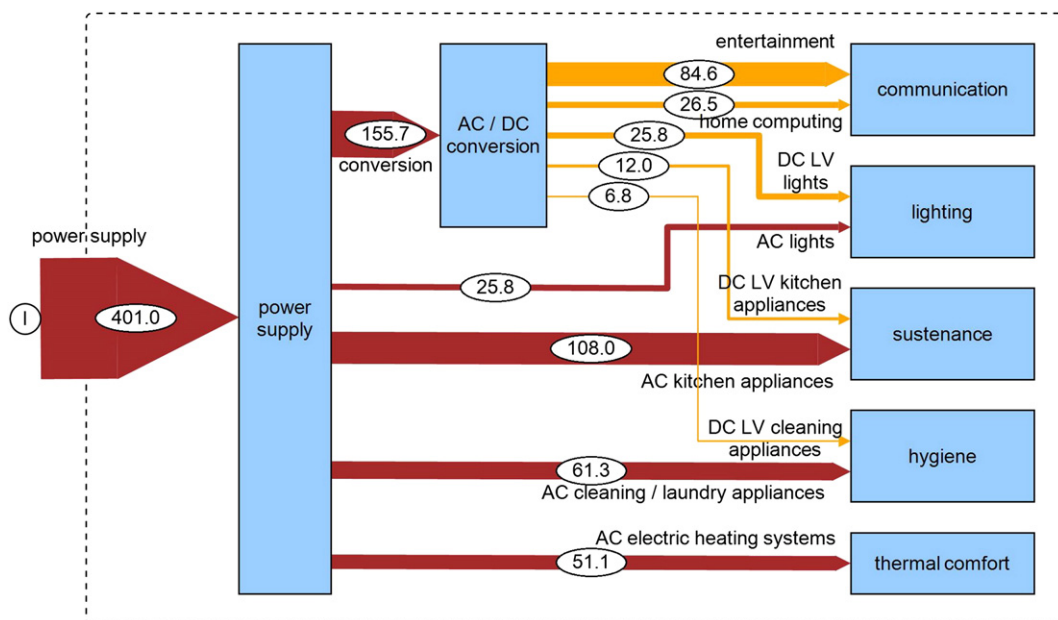 entertainment
84.6
communication
26.5
home computing
155.7
conversion
AC / DC
conversion
25.8
12.0
6.8
DC LV
lights
lighting
AC lights
power supply
I
401.0
power
supply
25.8
DC LV kitchen
appliances
sustenance
108.0
AC kitchen appliances
DC LV cleaning
appliances
hygiene
61.3
AC cleaning / laundry appliances
AC electric heating systems
51.1
thermal comfort